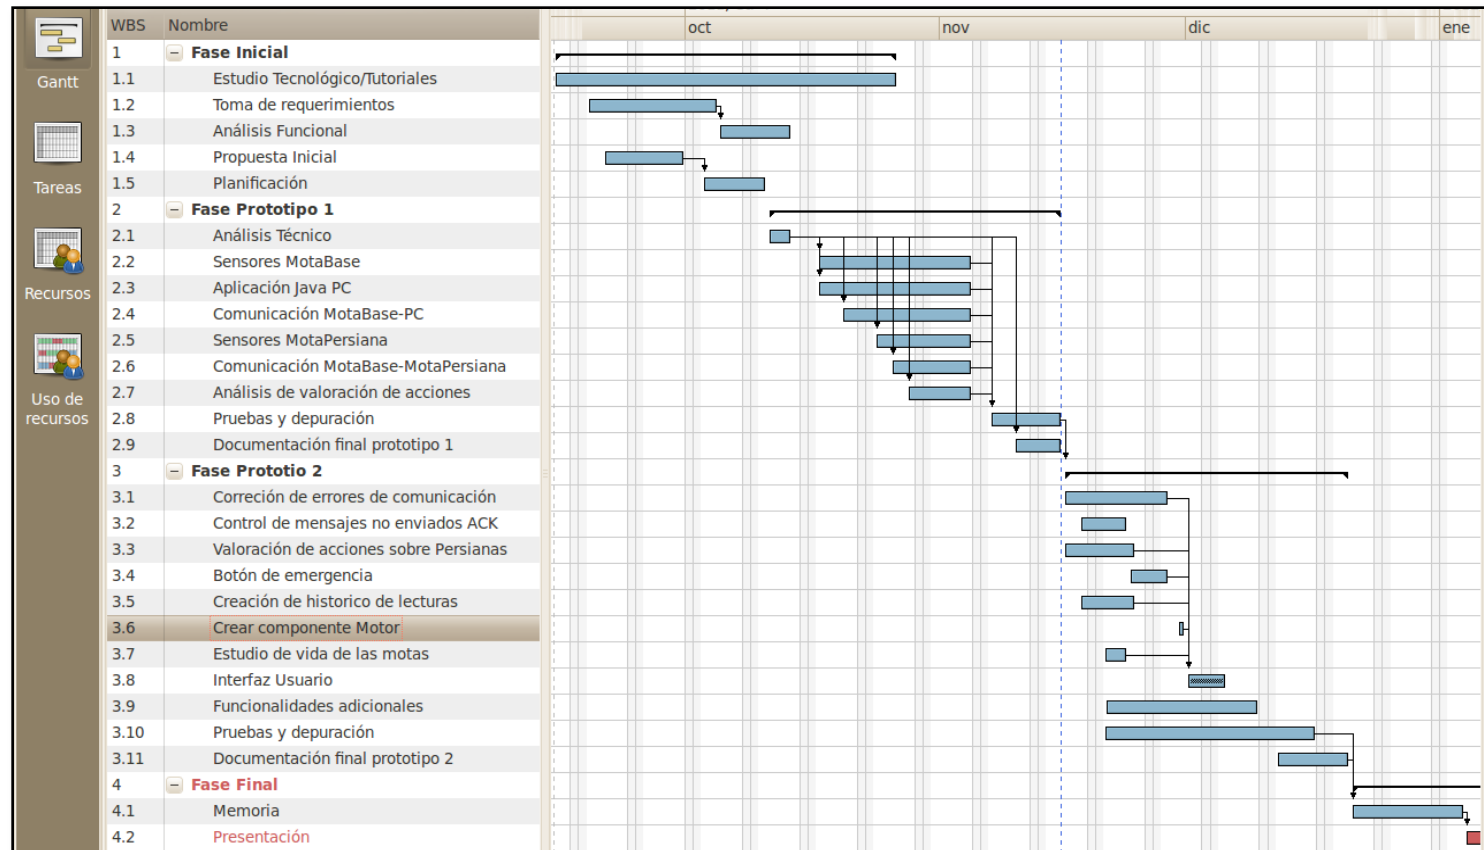 WBS Nombre
oct nov dic ene
1 Fase Inicial
1.1 Estudio Tecnológico/Tutoriales
1.2 Toma de requerimientos
1.3 Análisis Funcional
1.4 Propuesta Inicial
1.5 Planificación
2 Fase Prototipo 1
2.1 Análisis Técnico
2.2 Sensores MotaBase
2.3 Aplicación Java PC
2.4 Comunicación MotaBase-PC
2.5 Sensores MotaPersiana
2.6 Comunicación MotaBase-MotaPersiana
2.7 Análisis de valoración de acciones
2.8 Pruebas y depuración
2.9 Documentación final prototipo 1
3 Fase Prototio 2
3.1 Correción de errores de comunicación
3.2 Control de mensajes no enviados ACK
3.3 Valoración de acciones sobre Persianas
3.4 Botón de emergencia
3.5 Creación de historico de lecturas
3.6 Crear componente Motor
3.7 Estudio de vida de las motas
3.8 Interfaz Usuario
3.9 Funcionalidades adicionales
3.10 Pruebas y depuración
3.11 Documentación final prototipo 2
4 Fase Final
4.1 Memoria
4.2 Presentación
Gantt
Tareas
Recursos
Uso de
recursos